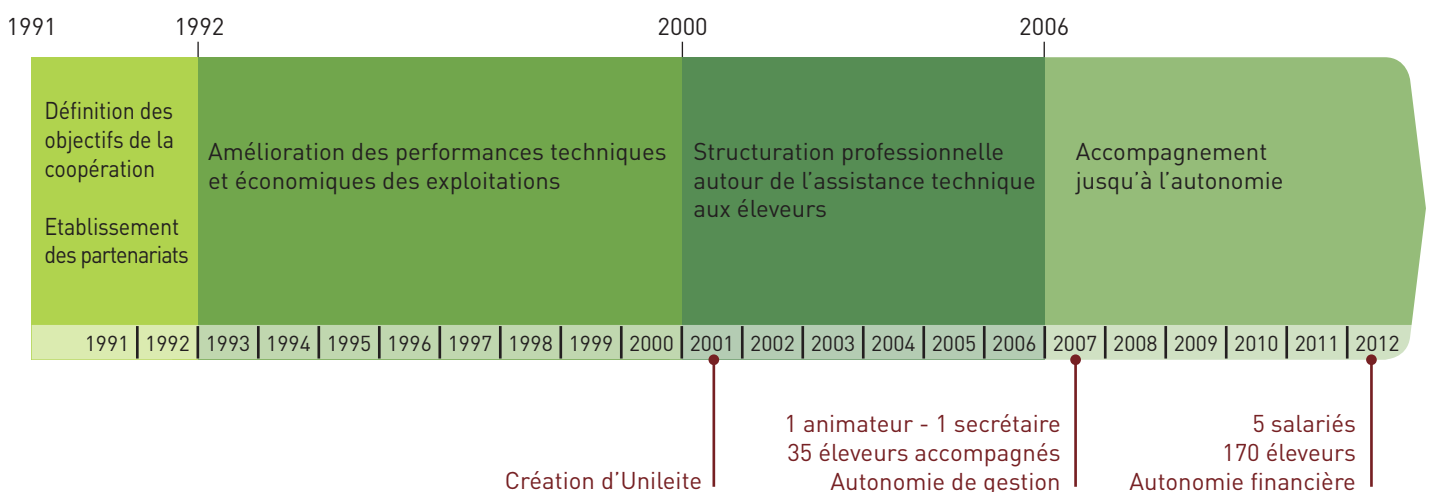 1991
1992
2000
2006
Définition des
objectifs de la
coopération
Etablissement
des partenariats
Amélioration des performances techniques
et économiques des exploitations
Structuration professionnelle
autour de l’assistance technique
aux éleveurs
Accompagnement
jusqu’à l’autonomie
1991 1992 1993 1994 1995 1996 1997 1998 1999 2000 2001 2002 2003 2004 2005 2006 2007 2008 2009 2010 2011 2012
Création d’Unileite
1 animateur - 1 secrétaire
35 éleveurs accompagnés
Autonomie de gestion
5 salariés
170 éleveurs
Autonomie financière